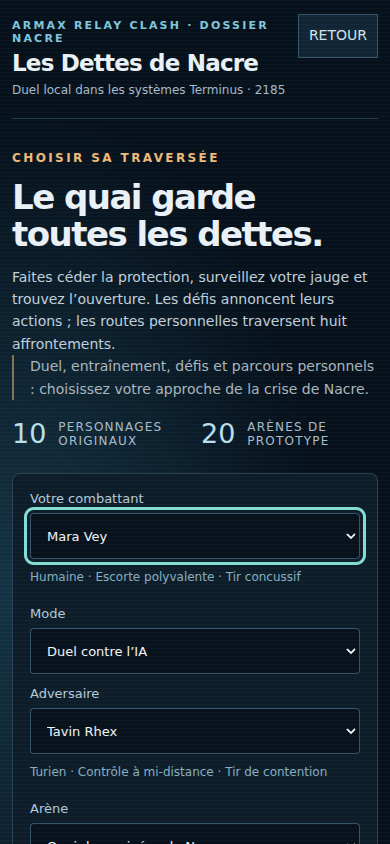 ARMAX RELAY CLASH · DOSSIER
NACRE
Les Dettes de Nacre
Duel local dans les systèmes Terminus · 2185
RETOUR
CHOISIR SA TRAVERSÉE
Le quai garde
toutes les dettes.
Faites céder la protection, surveillez votre jauge et
trouvez l’ouverture. Les défis annoncent leurs
actions ; les routes personnelles traversent huit
affrontements.
Duel, entraînement, défis et parcours personnels
: choisissez votre approche de la crise de Nacre.
10 PERSONNAGES
ORIGINAUX
20 ARÈNES DE
PROTOTYPE
Votre combattant
Mara Vey
Humaine · Escorte polyvalente · Tir concussif
Mode
Duel contre l’IA
Adversaire
Tavin Rhex
Turien · Contrôle à mi-distance · Tir de contention
Arène